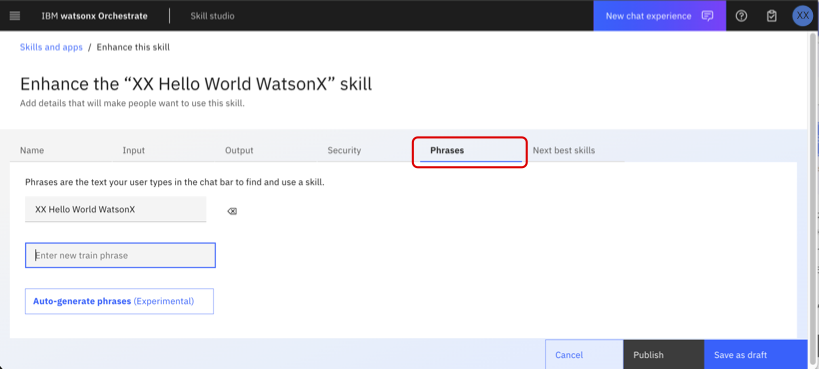 IBM watsonx Orchestrate
Skill studio
New chat experience
XX
Skills and apps / Enhance this skill
Enhance the “XX Hello World WatsonX” skill
Add details that will make people want to use this skill.
Name Input Output Security Phrases Next best skills
Phrases are the text your user types in the chat bar to find and use a skill.
XX Hello World WatsonX
Enter new train phrase
Auto-generate phrases (Experimental)
Cancel Publish Save as draft